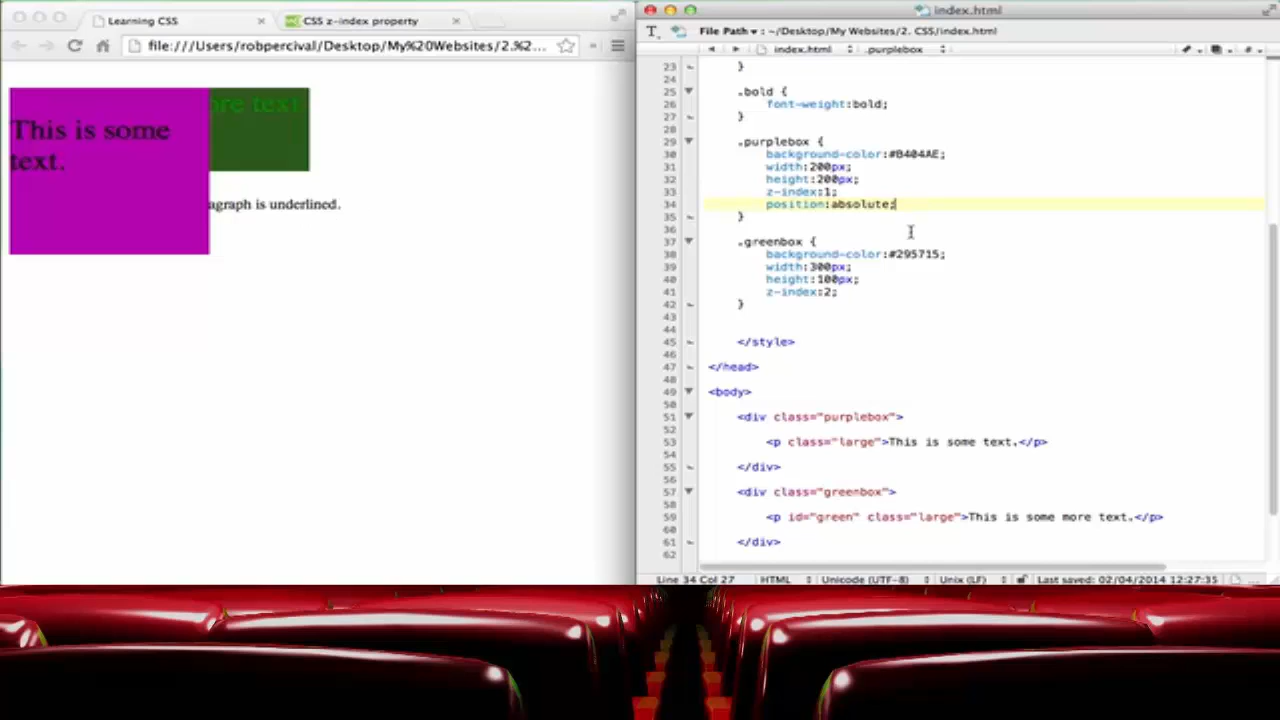 Learning CSS
CSS z-index property
file:///Users/robpercival/Desktop/My%20Websites/2.%2...
ore text.
This is some
text.
agraph is underlined.
index.html
File Path ▾ : ~/Desktop/My Websites/2. CSS/index.html
index.html
.purplebox
23 }
24
25 .bold {
26 font-weight:bold;
27 }
28
29 .purplebox {
30 background-color:#B404AE;
31 width:200px;
32 height:200px;
33 z-index:1;
34 position:absolute;
35 }
36
37 .greenbox {
38 background-color:#295715;
39 width:300px;
40 height:100px;
41 z-index:2;
42 }
43
44
45 </style>
46
47 </head>
48
49 <body>
50
51 <div class="purplebox">
52
53 <p class="large">This is some text.</p>
54
55 </div>
56
57 <div class="greenbox">
58
59 <p id="green" class="large">This is some more text.</p>
60
61 </div>
62
Line 34 Col 27 HTML Unicode (UTF-8) Unix (LF) Last saved: 02/04/2014 12:27:35